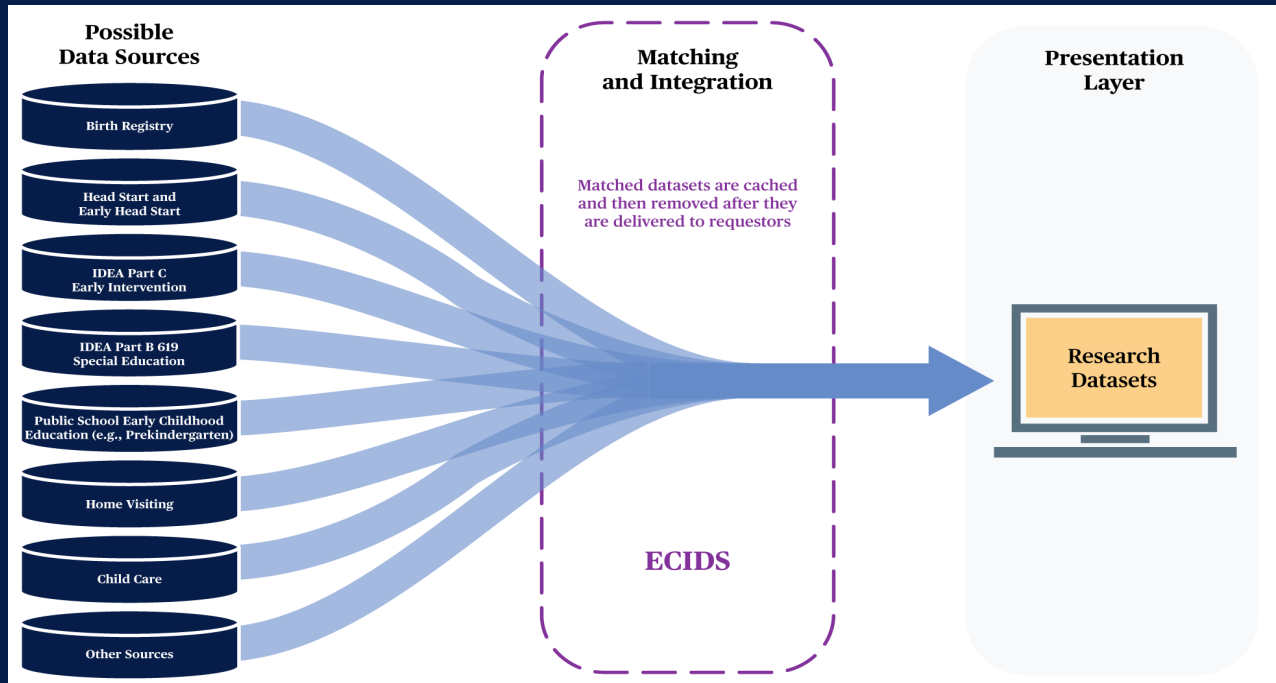 Possible
Data Sources
Birth Registry
Head Start and
Early Head Start
IDEA Part C
Early Intervention
IDEA Part B 619
Special Education
Public School Early Childhood
Education (e.g., Prekindergarten)
Home Visiting
Child Care
Other Sources
Matching
and Integration
Matched datasets are cached
and then removed after they
are delivered to requestors
ECIDS
Presentation
Layer
Research
Datasets